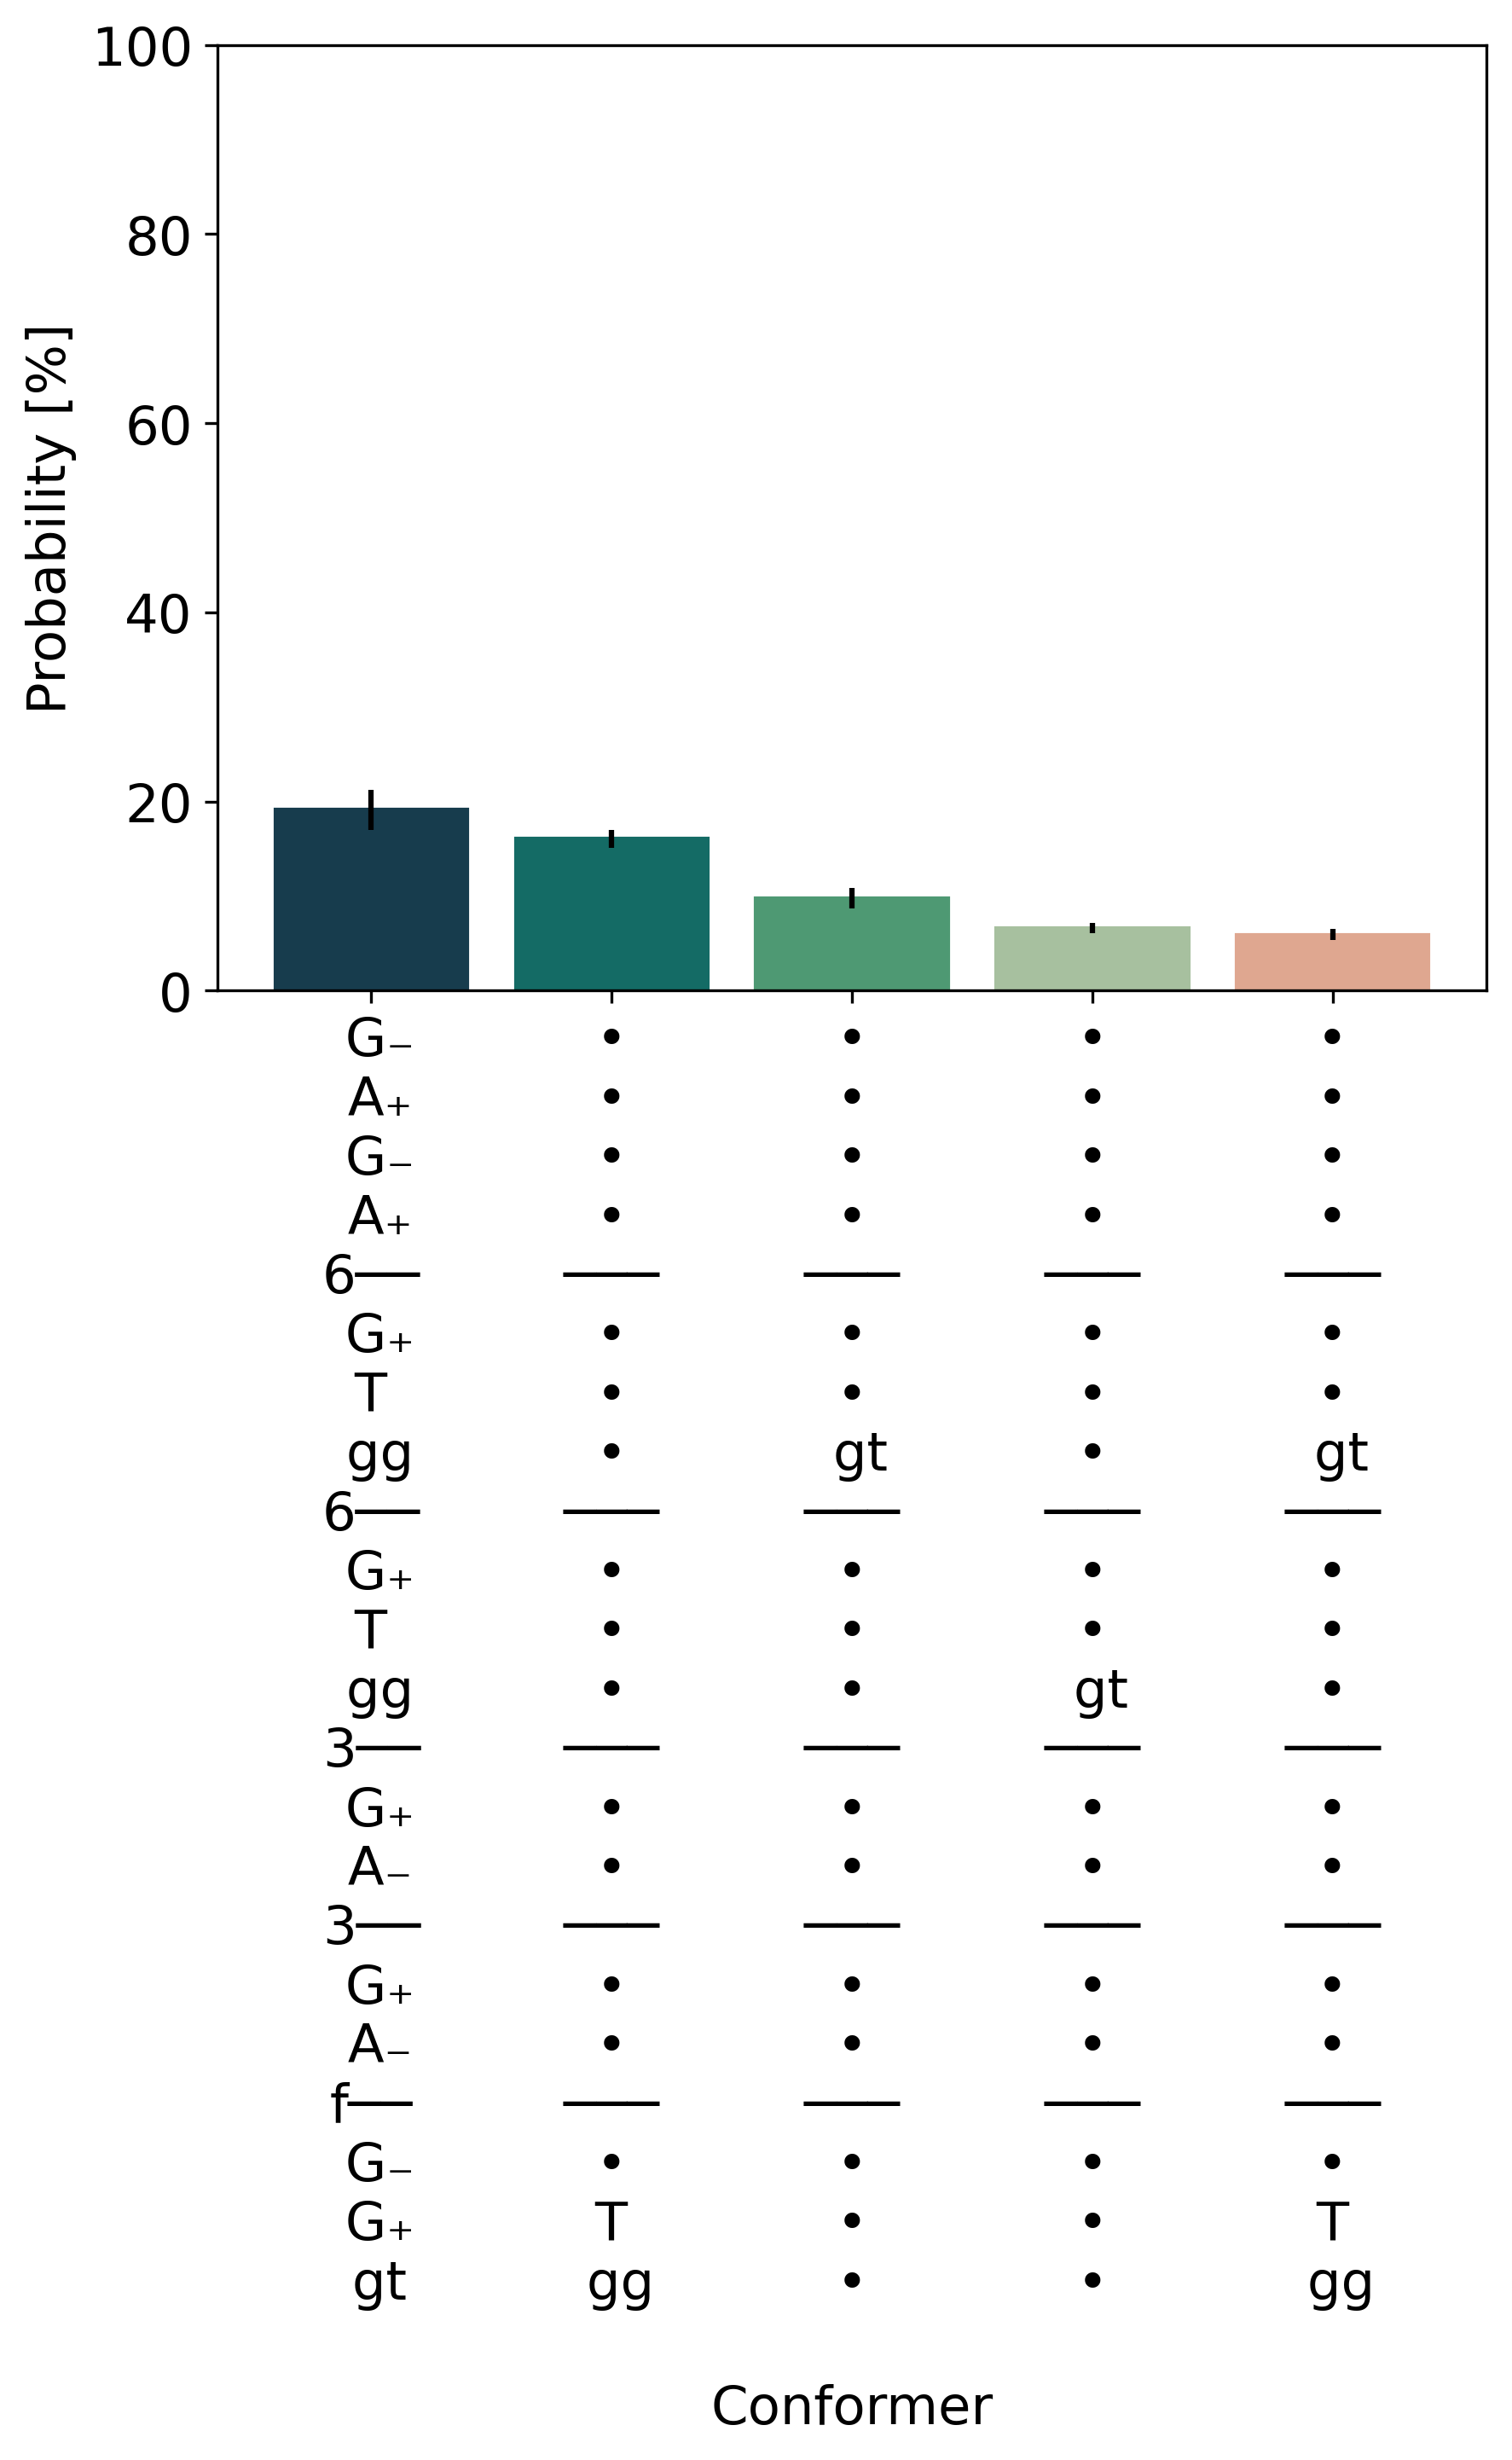 Probability [%]
100
80
60
40
20
0
G₋ • • • •
A₊ • • • •
G₋ • • • •
A₊ • • • •
6── ─── ─── ─── ───
G₊ • • • •
T • • • •
gg • gt • gt
6── ─── ─── ─── ───
G₊ • • • •
T • • • •
gg • • gt •
3── ─── ─── ─── ───
G₊ • • • •
A₋ • • • •
3── ─── ─── ─── ───
G₊ • • • •
A₋ • • • •
f── ─── ─── ─── ───
G₋ • • • •
G₊ T • • T
gt gg • • gg
Conformer